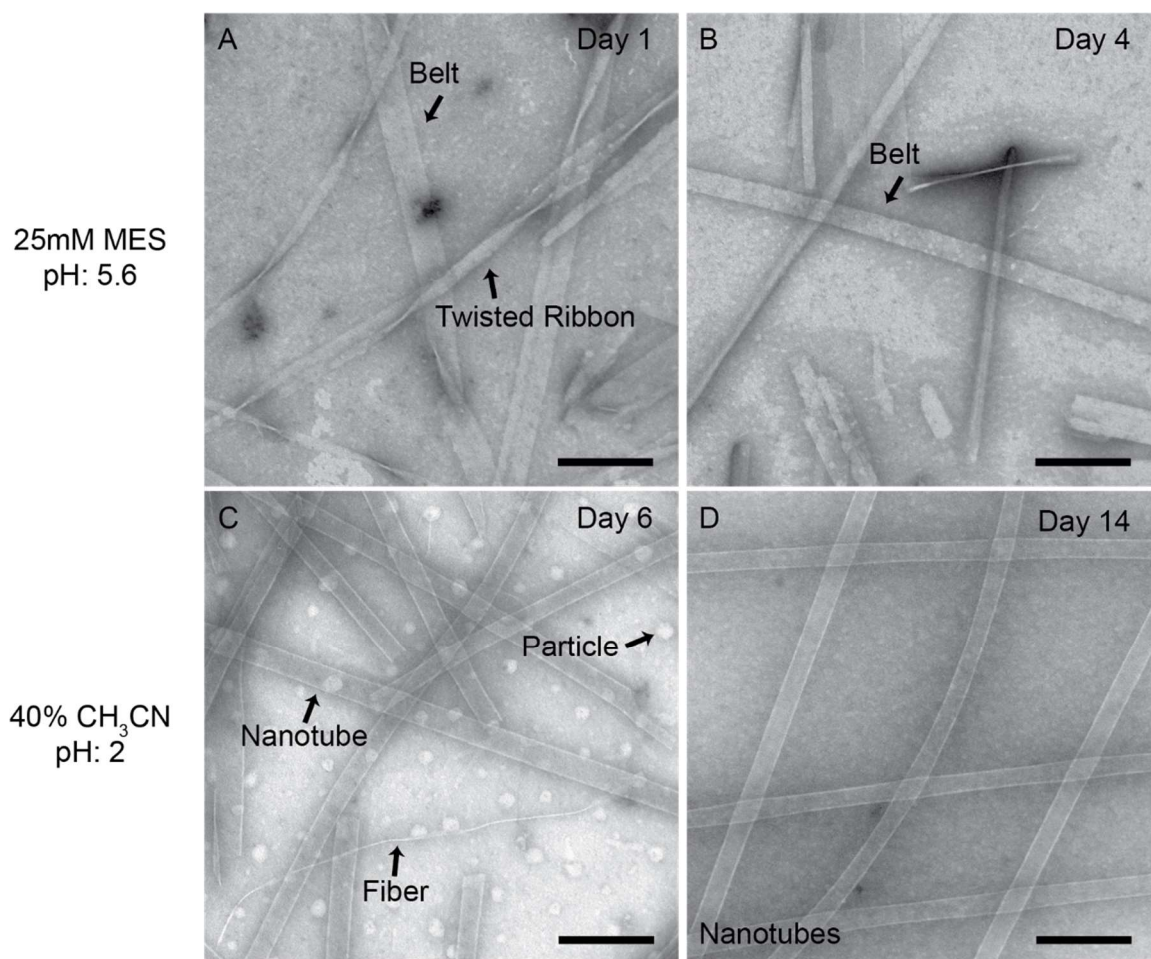 A
Day 1
Belt
Twisted Ribbon
B
Day 4
Belt
25mM MES
pH: 5.6
C
Day 6
Particle
Nanotube
Fiber
D
Day 14
Nanotubes
40% CH₃CN
pH: 2